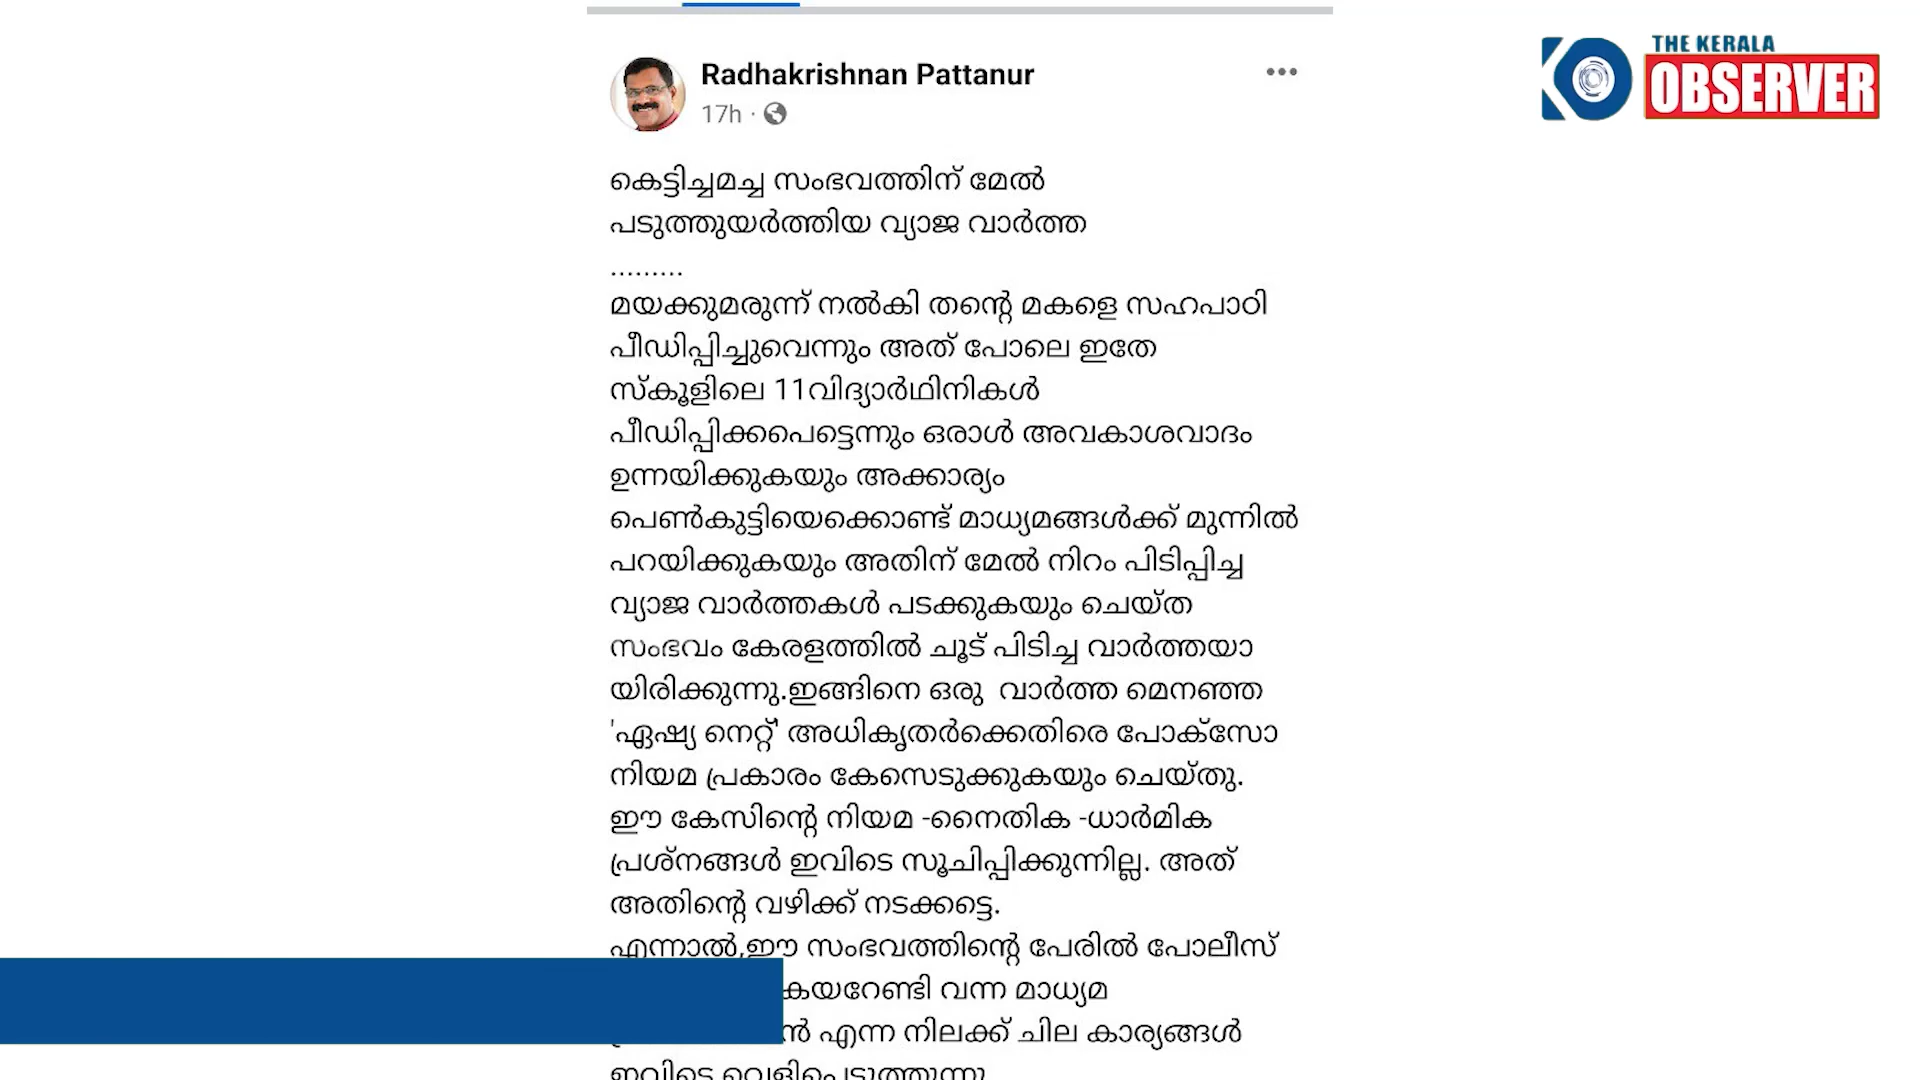 THE KERALA
OBSERVER
Radhakrishnan Pattanur
17h ·
കെട്ടിച്ചമച്ച സംഭവത്തിന് മേൽ
പടുത്തുയർത്തിയ വ്യാജ വാർത്ത
.........
മയക്കുമരുന്ന് നൽകി തന്റെ മകളെ സഹപാഠി
പീഡിപ്പിച്ചുവെന്നും അത് പോലെ ഇതേ
സ്കൂളിലെ 11വിദ്യാർഥിനികൾ
പീഡിപ്പിക്കപെട്ടെന്നും ഒരാൾ അവകാശവാദം
ഉന്നയിക്കുകയും അക്കാര്യം
പെൺകുട്ടിയെക്കൊണ്ട് മാധ്യമങ്ങൾക്ക് മുന്നിൽ
പറയിക്കുകയും അതിന് മേൽ നിറം പിടിപ്പിച്ച
വ്യാജ വാർത്തകൾ പടക്കുകയും ചെയ്ത
സംഭവം കേരളത്തിൽ ചൂട് പിടിച്ച വാർത്തയാ
യിരിക്കുന്നു.ഇങ്ങിനെ ഒരു  വാർത്ത മെനഞ്ഞ
'ഏഷ്യ നെറ്റ്' അധികൃതർക്കെതിരെ പോക്സോ
നിയമ പ്രകാരം കേസെടുക്കുകയും ചെയ്തു.
ഈ കേസിന്റെ നിയമ -നൈതിക -ധാർമിക
പ്രശ്നങ്ങൾ ഇവിടെ സൂചിപ്പിക്കുന്നില്ല. അത്
അതിന്റെ വഴിക്ക് നടക്കട്ടെ.
എന്നാൽ,ഈ സംഭവത്തിന്റെ പേരിൽ പോലീസ്
കയറേണ്ടി വന്ന മാധ്യമ
എന്ന നിലക്ക് ചില കാര്യങ്ങൾ
ഇവിടെ വെളിപ്പെടുത്തുന്നു